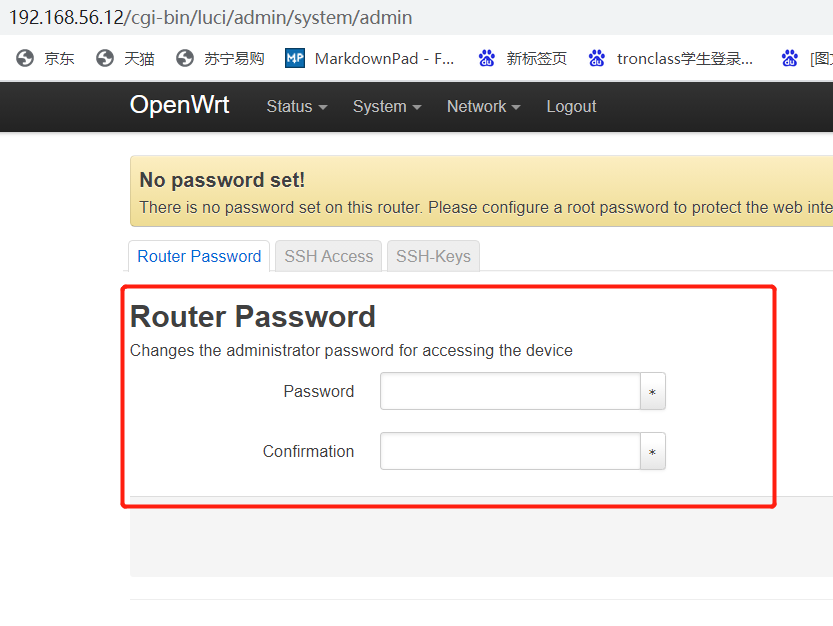 192.168.56.12/cgi-bin/luci/admin/system/admin
京东 天猫 苏宁易购 MP MarkdownPad - F... du 新标签页 du tronclass学生登录... du [图文
OpenWrt Status System Network Logout
No password set!
There is no password set on this router. Please configure a root password to protect the web inte
Router Password SSH Access SSH-Keys
Router Password
Changes the administrator password for accessing the device
Password *
Confirmation *